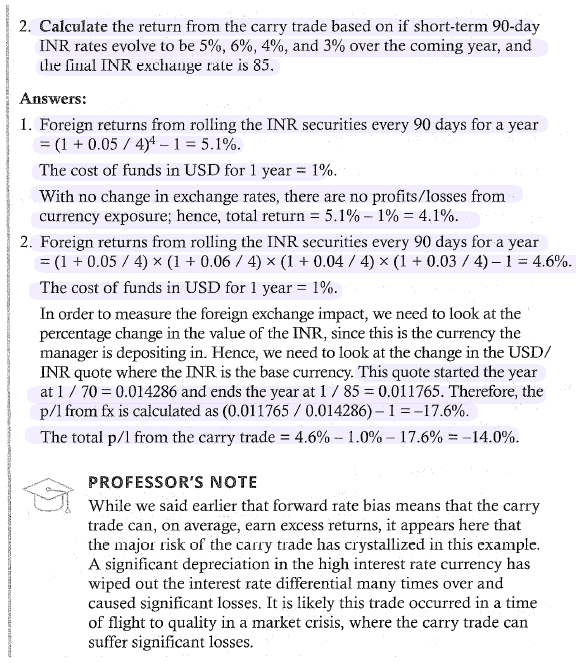 2. Calculate the return from the carry trade based on if short-term 90-day
INR rates evolve to be 5%, 6%, 4%, and 3% over the coming year, and
the final INR exchange rate is 85.
Answers:
1. Foreign returns from rolling the INR securities every 90 days for a year
= (1 + 0.05 / 4)⁴ – 1 = 5.1%.
The cost of funds in USD for 1 year = 1%.
With no change in exchange rates, there are no profits/losses from
currency exposure; hence, total return = 5.1% – 1% = 4.1%.
2. Foreign returns from rolling the INR securities every 90 days for a year
= (1 + 0.05 / 4) × (1 + 0.06 / 4) × (1 + 0.04 / 4) × (1 + 0.03 / 4) – 1 = 4.6%.
The cost of funds in USD for 1 year = 1%.
In order to measure the foreign exchange impact, we need to look at the
percentage change in the value of the INR, since this is the currency the
manager is depositing in. Hence, we need to look at the change in the USD/
INR quote where the INR is the base currency. This quote started the year
at 1 / 70 = 0.014286 and ends the year at 1 / 85 = 0.011765. Therefore, the
p/l from fx is calculated as (0.011765 / 0.014286) – 1 = –17.6%.
The total p/l from the carry trade = 4.6% – 1.0% – 17.6% = –14.0%.
PROFESSOR'S NOTE
While we said earlier that forward rate bias means that the carry
trade can, on average, earn excess returns, it appears here that
the major risk of the carry trade has crystallized in this example.
A significant depreciation in the high interest rate currency has
wiped out the interest rate differential many times over and
caused significant losses. It is likely this trade occurred in a time
of flight to quality in a market crisis, where the carry trade can
suffer significant losses.